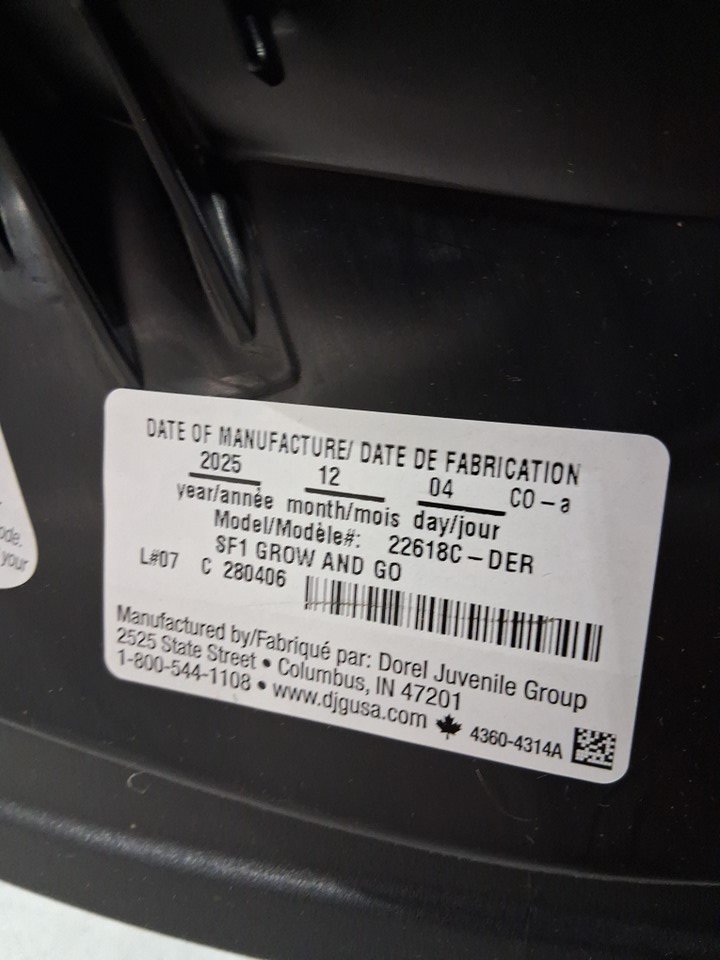 DATE OF MANUFACTURE/ DATE DE FABRICATION
2025 12 04 CO-a
year/année month/mois day/jour
Model/Modèle#: 22618C-DER
SF1 GROW AND GO
L#07 C 280406
Manufactured by/Fabriqué par: Dorel Juvenile Group
2525 State Street • Columbus, IN 47201
1-800-544-1108 • www.djgusa.com 4360-4314A
your